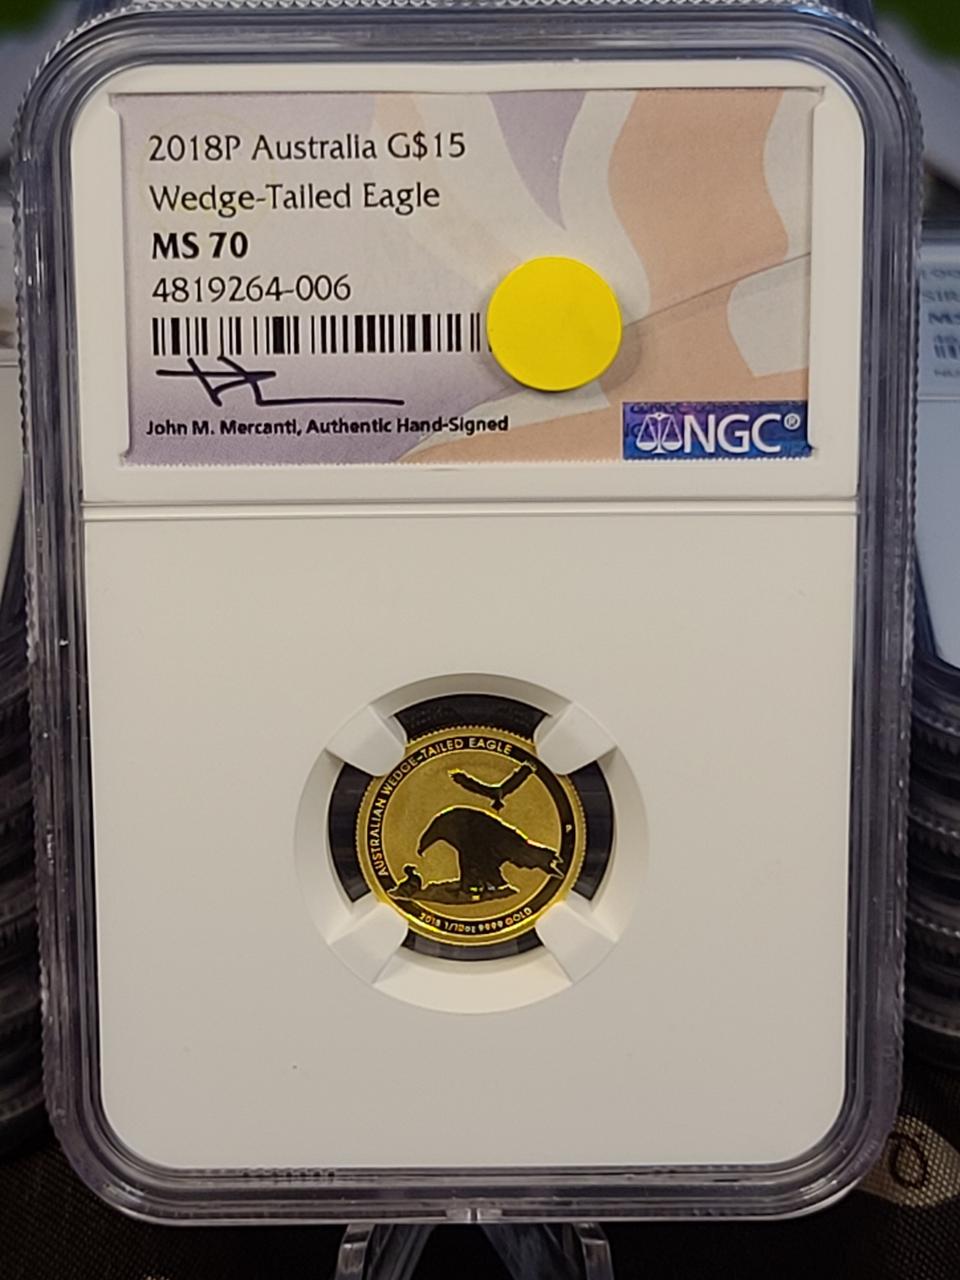 2018P Australia G$15
Wedge-Tailed Eagle
MS 70
4819264-006
John M. Mercanti, Authentic Hand-Signed
NGC®
AUSTRALIAN WEDGE-TAILED EAGLE
P
2018 1/10oz 9999 GOLD